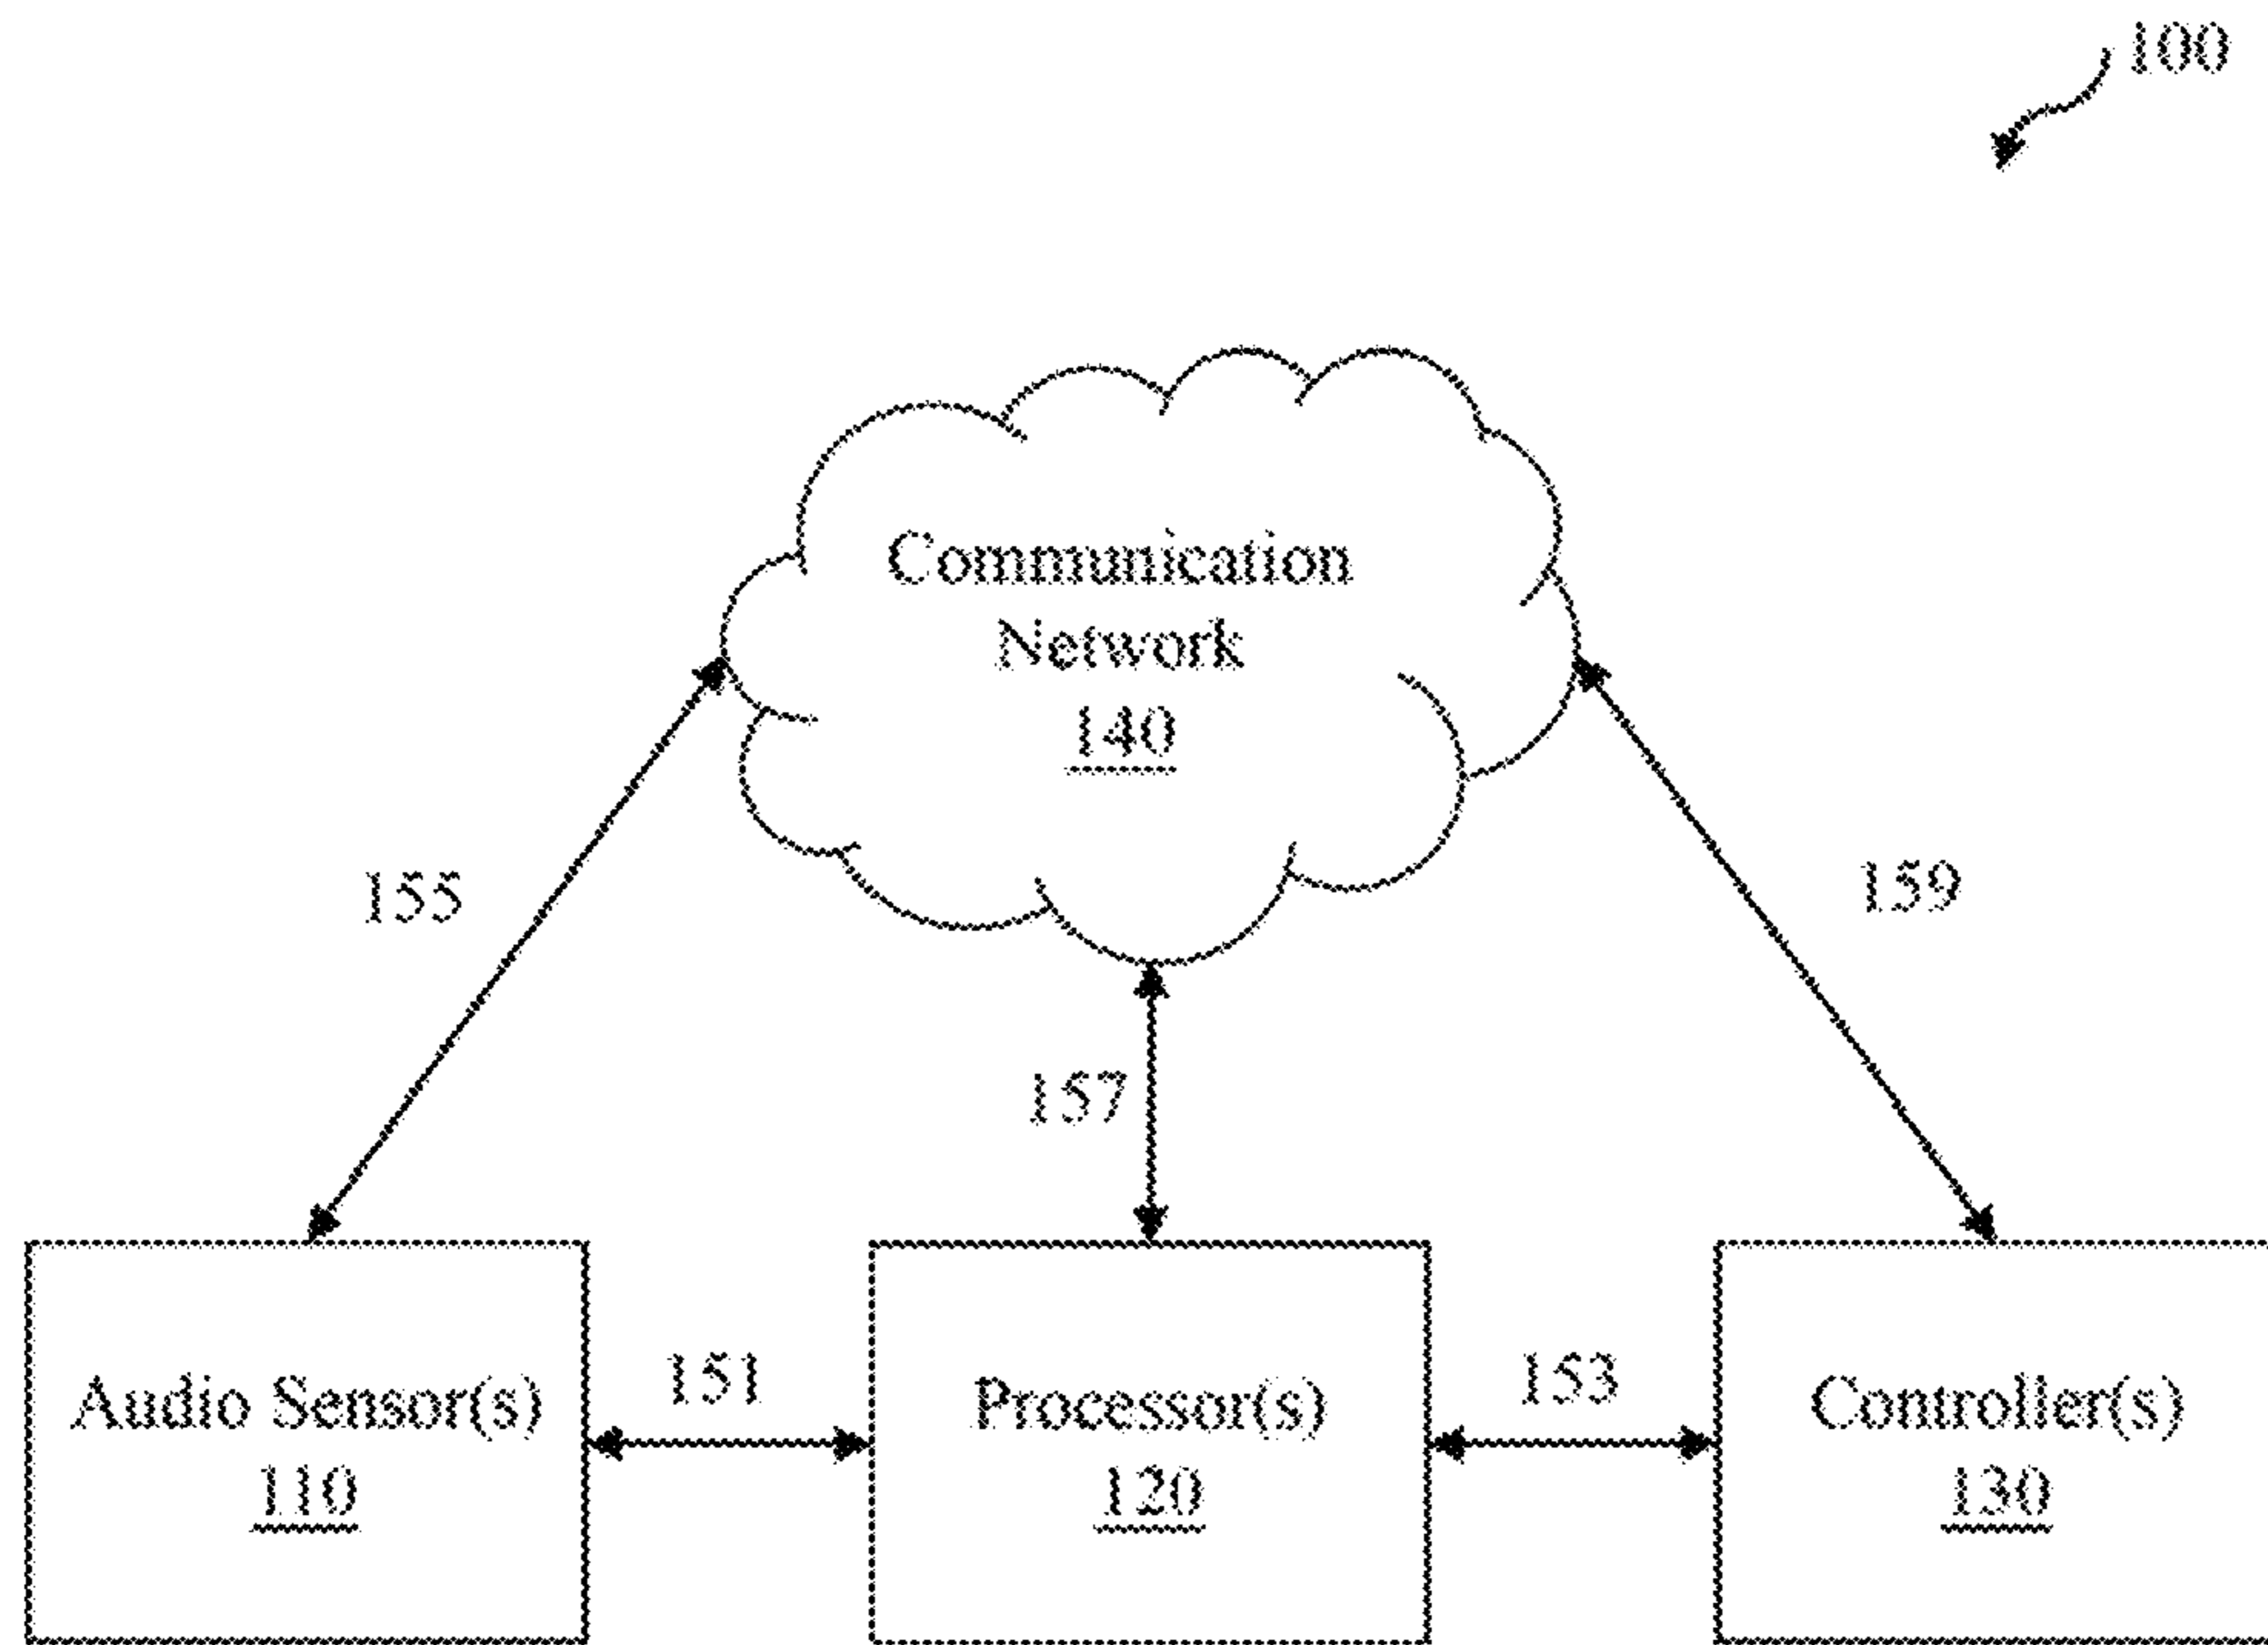 100
Communication
Network
140
155
159
157
151
153
Audio Sensor(s)
110
Processor(s)
120
Controller(s)
130